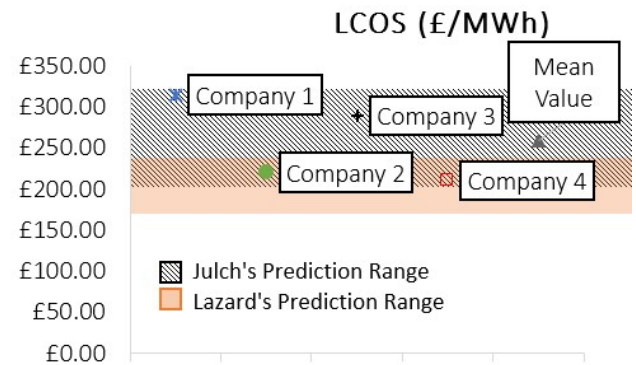 LCOS (£/MWh)
£350.00
£300.00
£250.00
£200.00
£150.00
£100.00
£50.00
£0.00
Company 1
Company 2
Company 3
Company 4
Mean
Value
Julch's Prediction Range
Lazard's Prediction Range